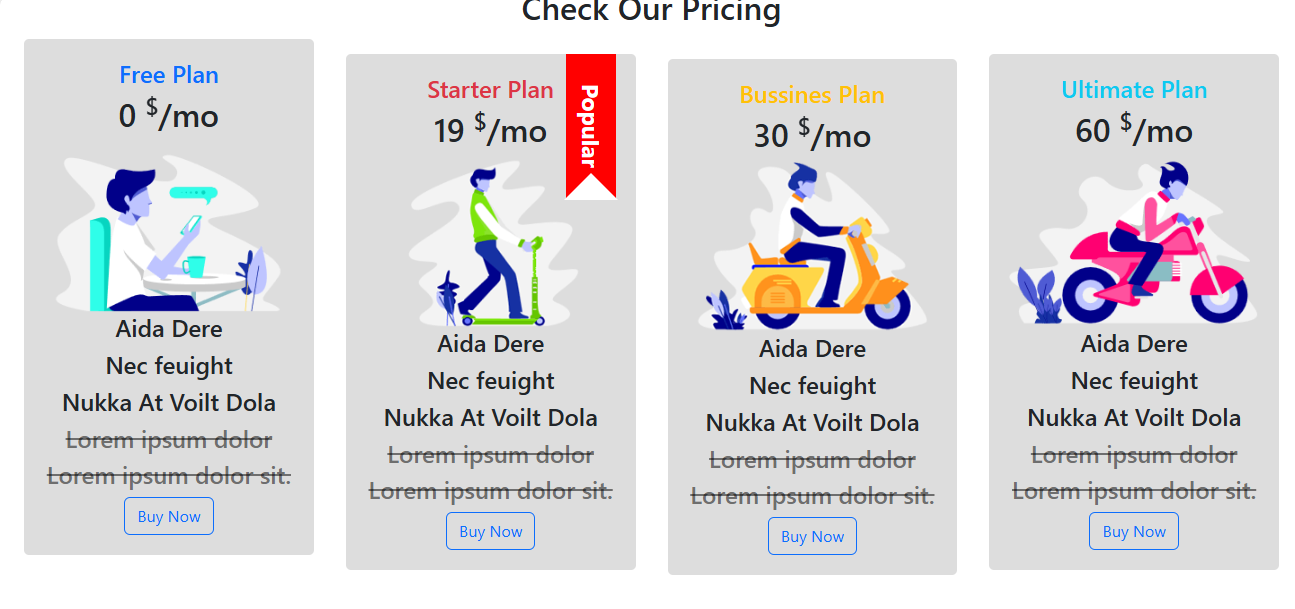 Check Our Pricing
Free Plan
0 $/mo
Aida Dere
Nec feuight
Nukka At Voilt Dola
Lorem ipsum dolor
Lorem ipsum dolor sit.
Buy Now
Starter Plan
19 $/mo
Popular
Aida Dere
Nec feuight
Nukka At Voilt Dola
Lorem ipsum dolor
Lorem ipsum dolor sit.
Buy Now
Bussines Plan
30 $/mo
Aida Dere
Nec feuight
Nukka At Voilt Dola
Lorem ipsum dolor
Lorem ipsum dolor sit.
Buy Now
Ultimate Plan
60 $/mo
Aida Dere
Nec feuight
Nukka At Voilt Dola
Lorem ipsum dolor
Lorem ipsum dolor sit.
Buy Now